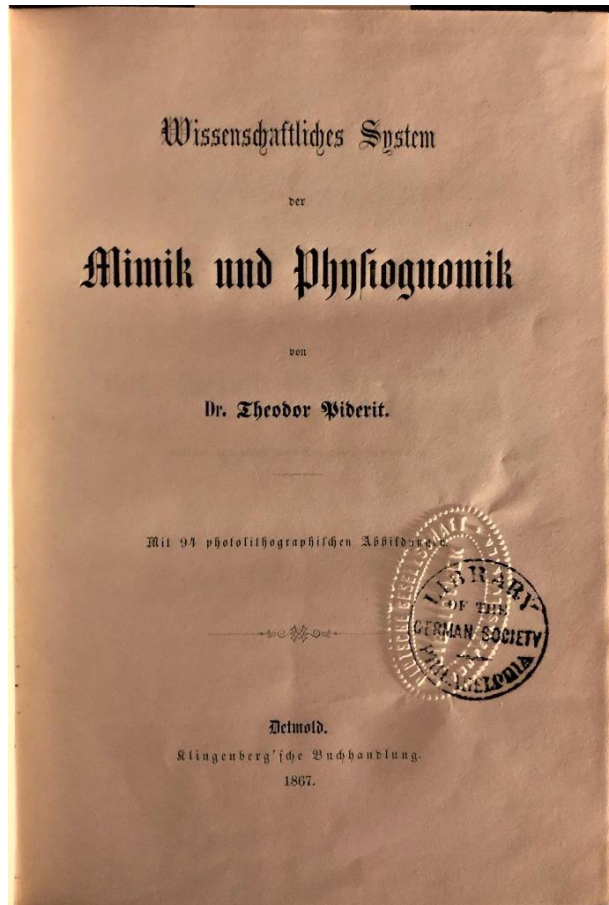 Wissenschaftliches System
der
Mimik und Physiognomik
von
Dr. Theodor Piderit.
Mit 94 photolithographischen Abbildungen.
LIBRARY
OF THE
GERMAN SOCIETY
PHILADELPHIA
Detmold.
Klingenberg'sche Buchhandlung.
1867.